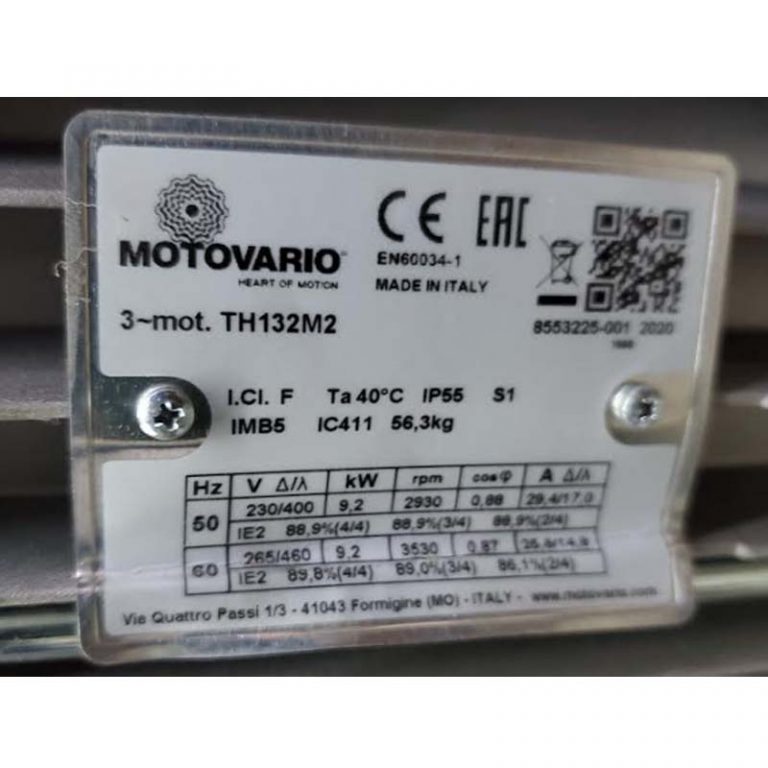 MOTOVARIO
HEART OF MOTION
CE EAC
EN60034-1
MADE IN ITALY
3~mot. TH132M2
8553225-001 2020
I.Cl. F Ta 40°C IP55 S1
IMB5 IC411 56,3kg
Hz V Δ/⅄ kW rpm cosφ A Δ/⅄
50 230/400 9,2 2930 0,88 29,4/17,0
IE2 88,9%(4/4) 88,9%(3/4) 88,9%(2/4)
60 265/460 9,2 3530 0,87
IE2 89,8%(4/4) 89,0%(3/4) 86,1%(2/4)
Via Quattro Passi 1/3 - 41043 Formigine (MO) - ITALY - www.motovario.com